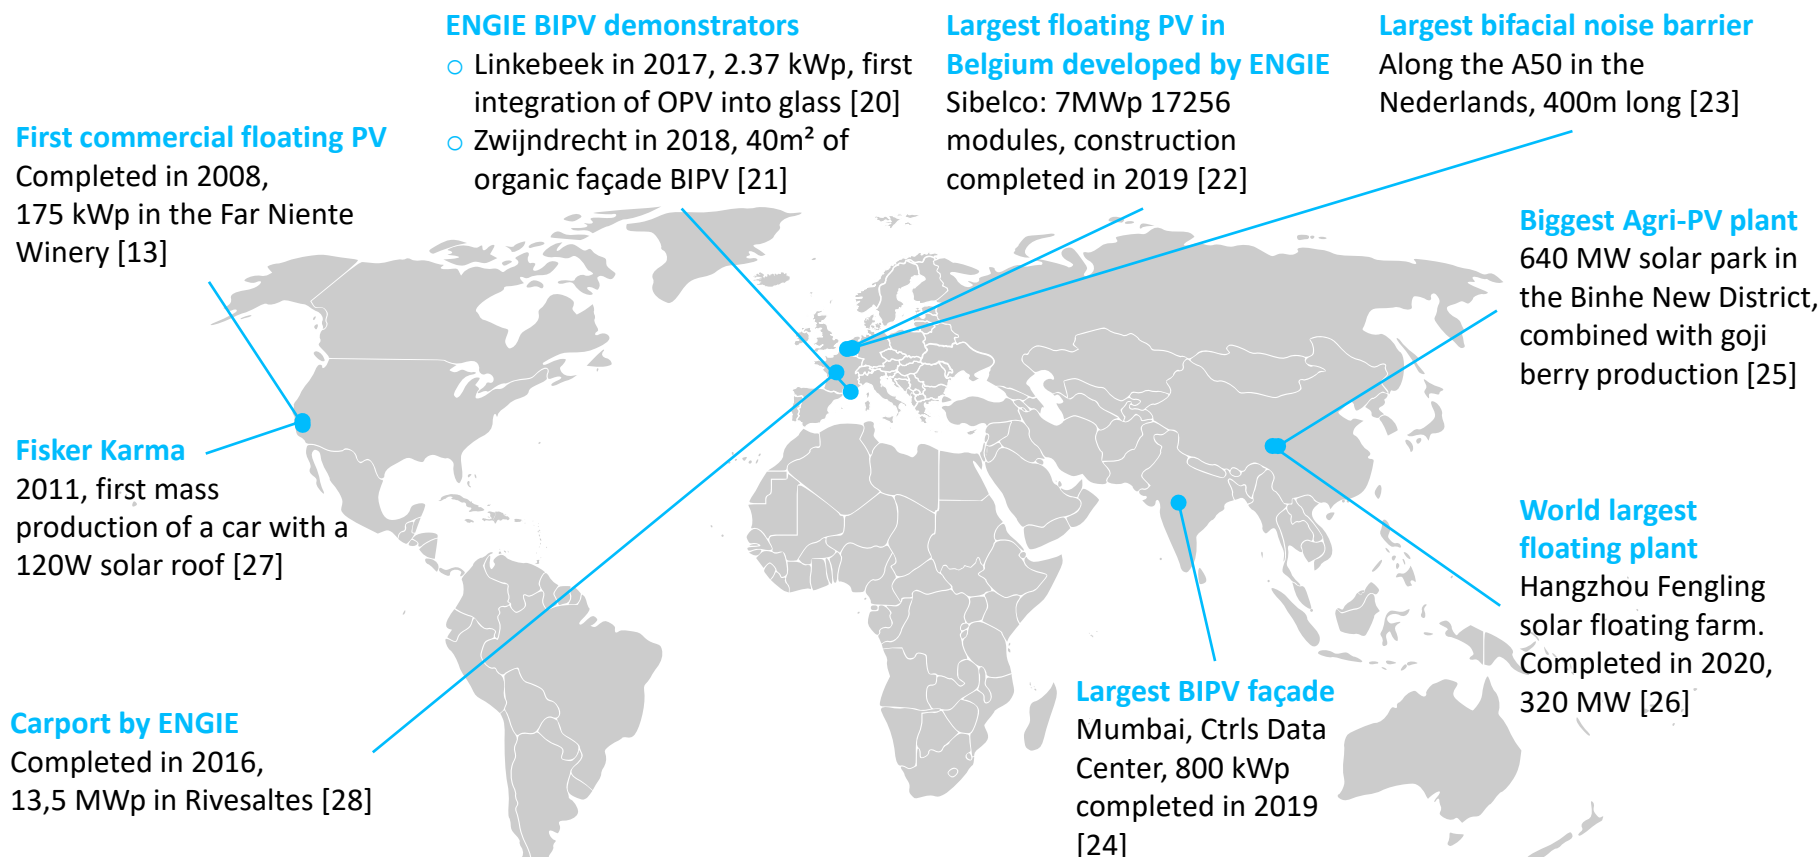 ENGIE BIPV demonstrators
○ Linkebeek in 2017, 2.37 kWp, first
integration of OPV into glass [20]
○ Zwijndrecht in 2018, 40m² of
organic façade BIPV [21]
Largest floating PV in
Belgium developed by ENGIE
Sibelco: 7MWp 17256
modules, construction
completed in 2019 [22]
Largest bifacial noise barrier
Along the A50 in the
Nederlands, 400m long [23]
First commercial floating PV
Completed in 2008,
175 kWp in the Far Niente
Winery [13]
Biggest Agri-PV plant
640 MW solar park in
the Binhe New District,
combined with goji
berry production [25]
Fisker Karma
2011, first mass
production of a car with a
120W solar roof [27]
World largest
floating plant
Hangzhou Fengling
solar floating farm.
Completed in 2020,
320 MW [26]
Largest BIPV façade
Mumbai, Ctrls Data
Center, 800 kWp
completed in 2019
[24]
Carport by ENGIE
Completed in 2016,
13,5 MWp in Rivesaltes [28]